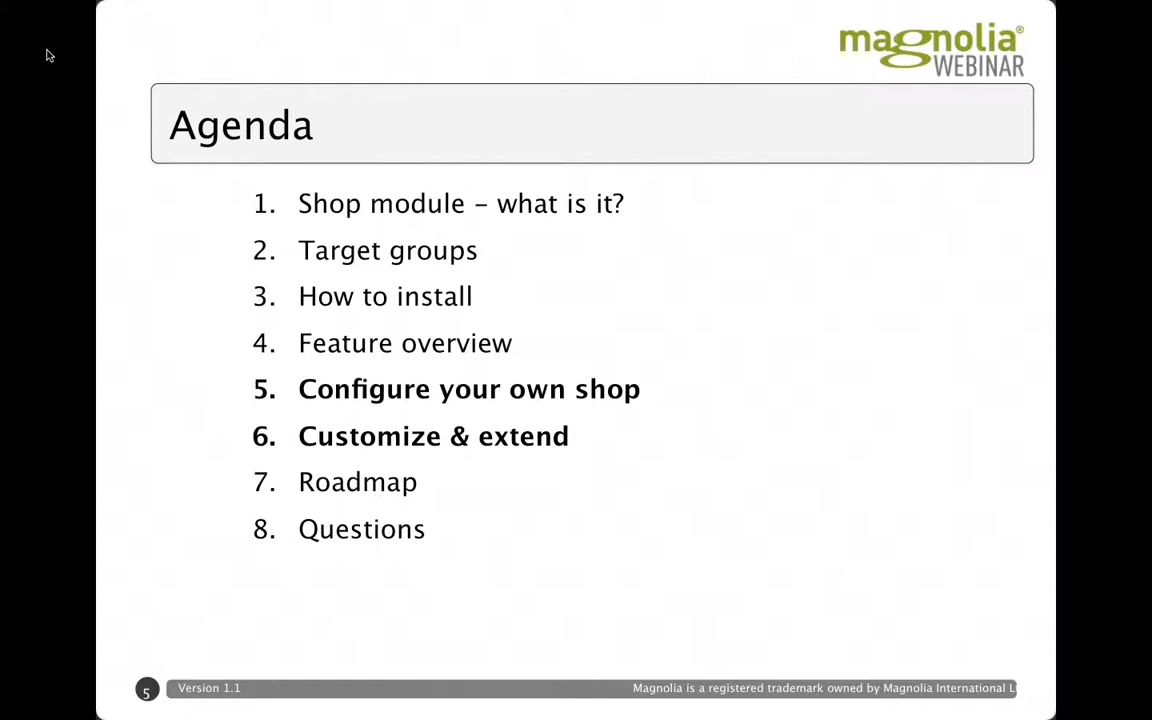 magnolia®
WEBINAR
Agenda
1. Shop module – what is it?
2. Target groups
3. How to install
4. Feature overview
5. Configure your own shop
6. Customize & extend
7. Roadmap
8. Questions
5 Version 1.1 Magnolia is a registered trademark owned by Magnolia International